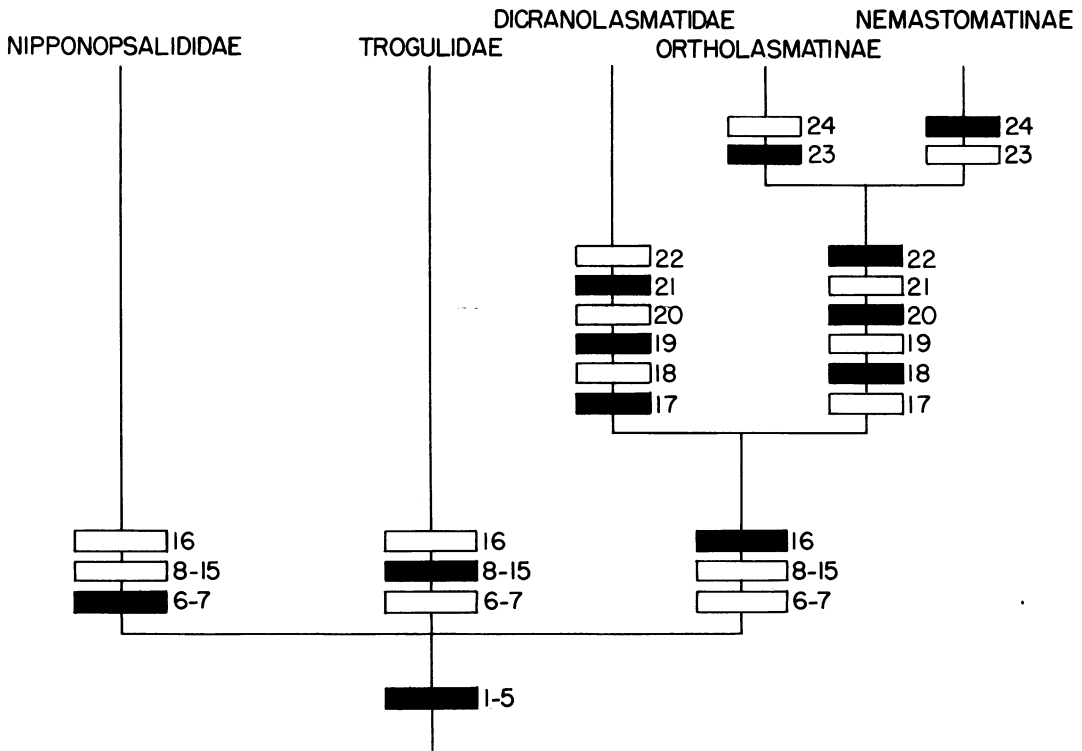 DICRANOLASMATIDAE NEMASTOMATINAE
NIPPONOPSALIDIDAE TROGULIDAE ORTHOLASMATINAE
24 24
23 23
22 22
21 21
20 20
19 19
18 18
17 17
16 16 16
8-15 8-15 8-15
6-7 6-7 6-7
1-5